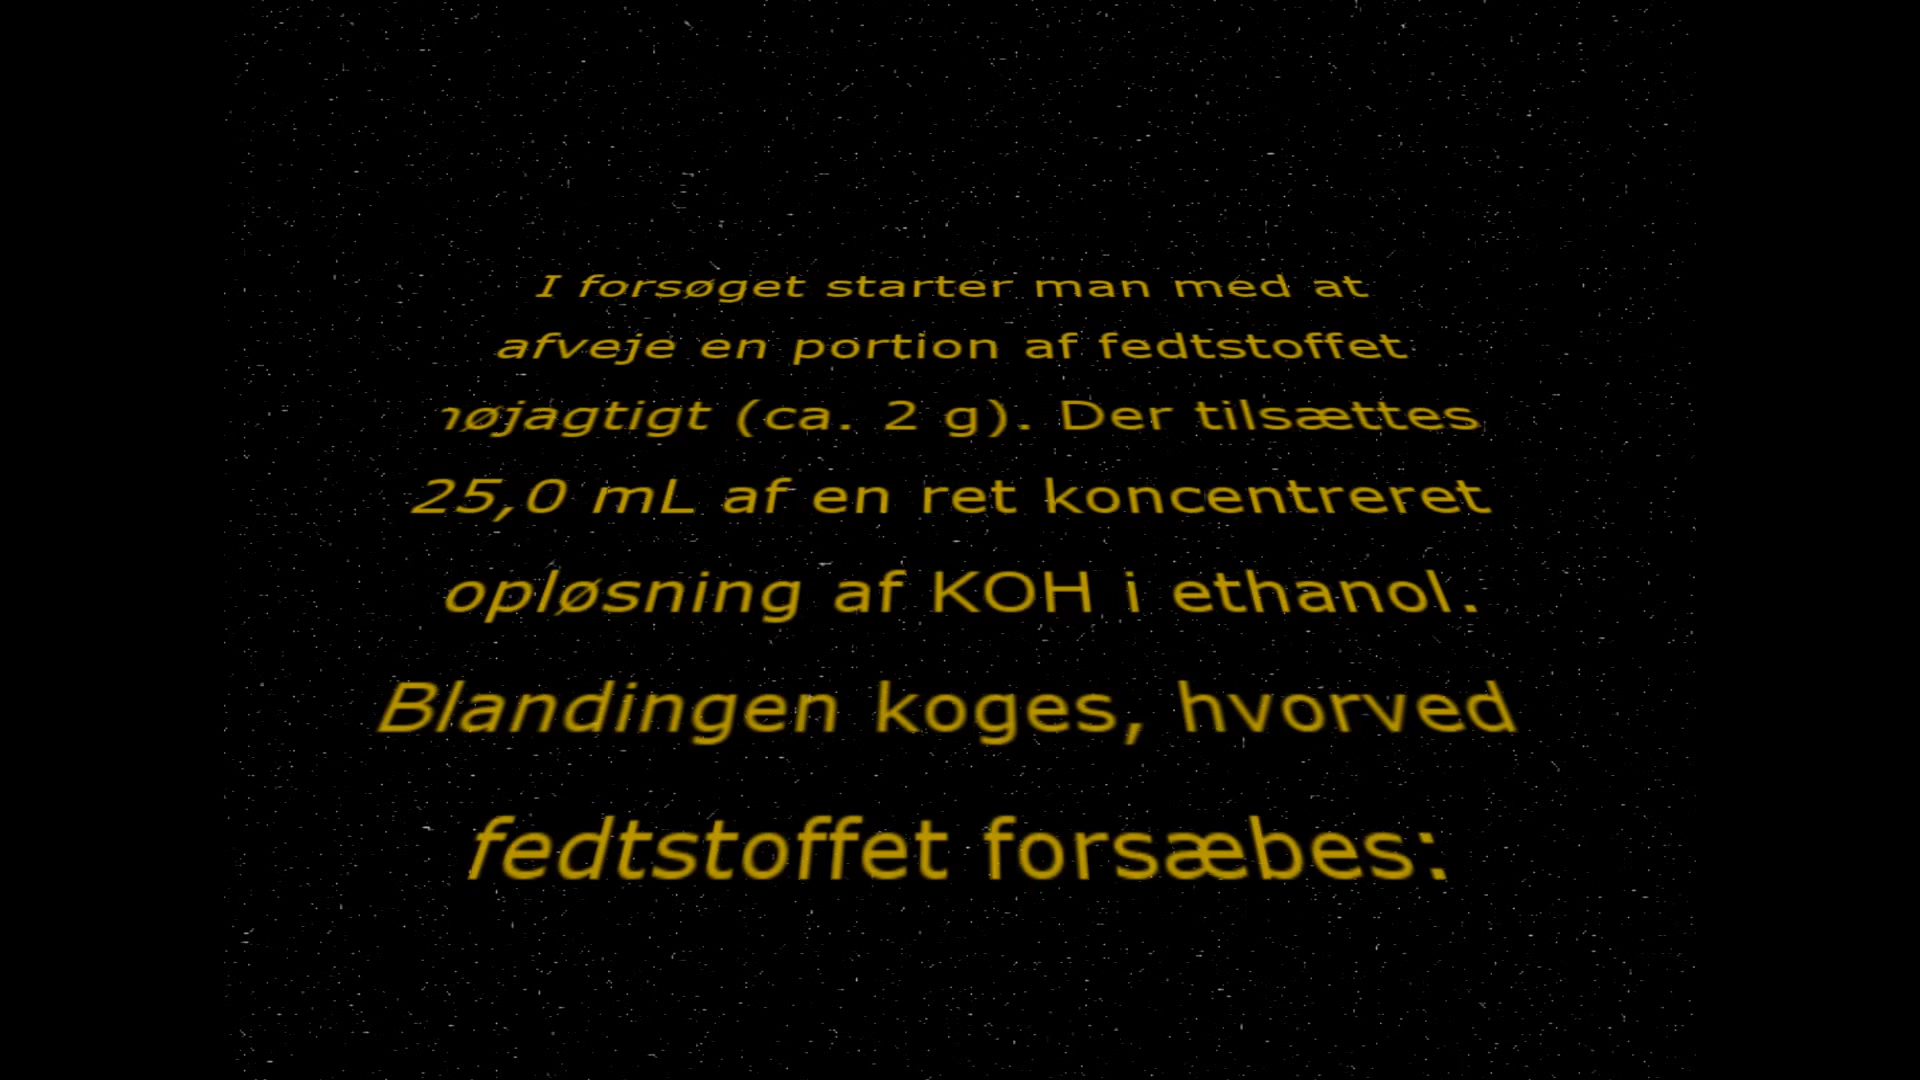 I forsøget starter man med at
afveje en portion af fedtstoffet
nøjagtigt (ca. 2 g). Der tilsættes
25,0 mL af en ret koncentreret
opløsning af KOH i ethanol.
Blandingen koges, hvorved
fedtstoffet forsæbes: